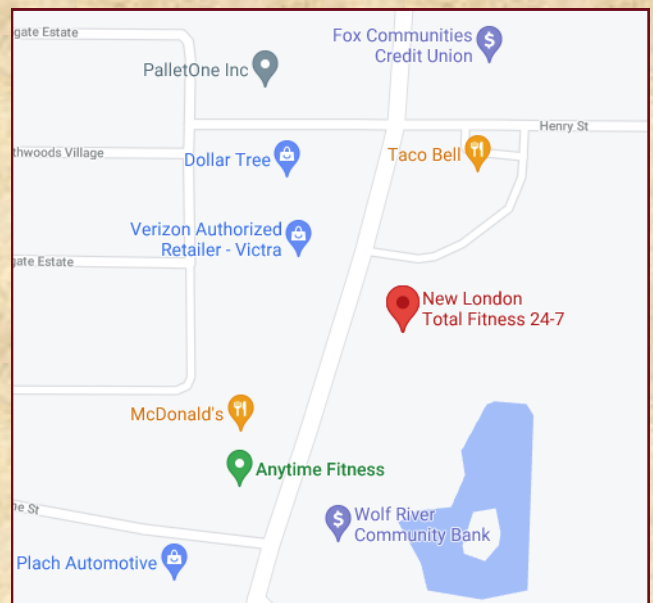 gate Estate
Fox Communities
Credit Union
PalletOne Inc
Henry St
thwoods Village
Dollar Tree
Taco Bell
Verizon Authorized
Retailer - Victra
gate Estate
New London
Total Fitness 24-7
McDonald's
Anytime Fitness
ne St
Wolf River
Community Bank
Plach Automotive